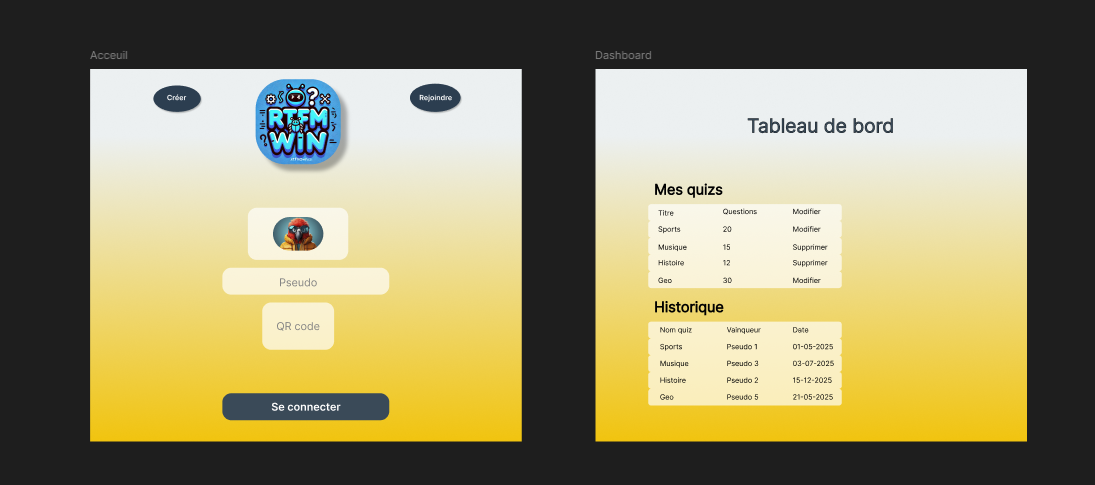 Acceuil
Créer
Rejoindre
RTFM
WiN
Pseudo
QR code
Se connecter
Dashboard
Tableau de bord
Mes quizs
Titre Questions Modifier
Sports 20 Modifier
Musique 15 Supprimer
Histoire 12 Supprimer
Geo 30 Modifier
Historique
Nom quiz Vainqueur Date
Sports Pseudo 1 01-05-2025
Musique Pseudo 3 03-07-2025
Histoire Pseudo 2 15-12-2025
Geo Pseudo 5 21-05-2025